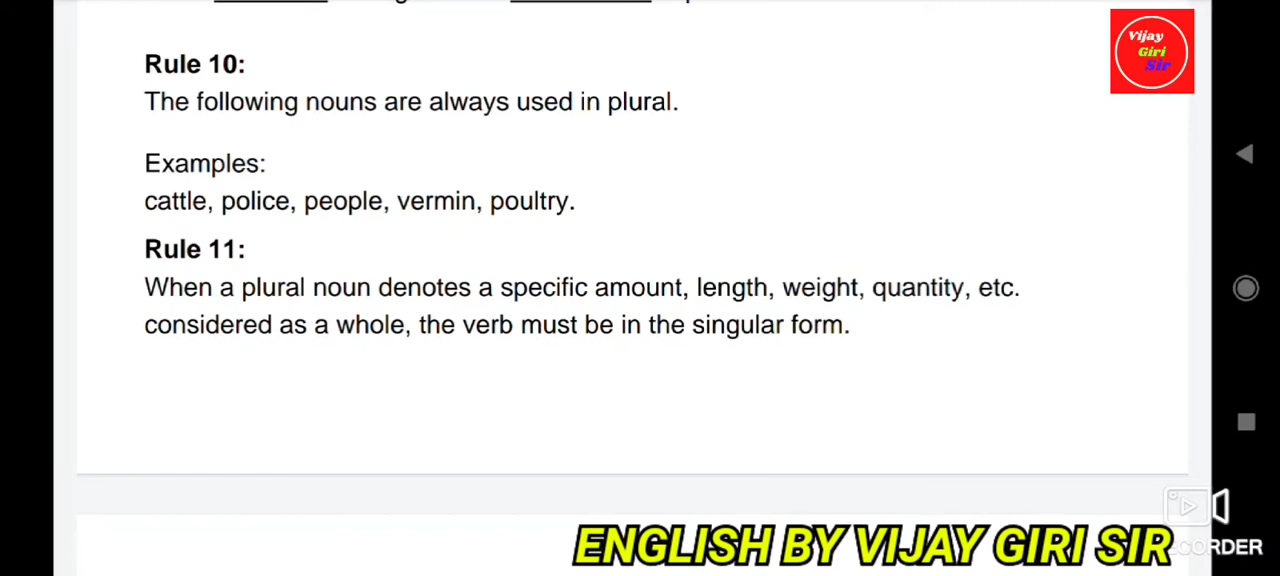 Vijay
Giri
Sir
Rule 10:
The following nouns are always used in plural.
Examples:
cattle, police, people, vermin, poultry.
Rule 11:
When a plural noun denotes a specific amount, length, weight, quantity, etc.
considered as a whole, the verb must be in the singular form.
ENGLISH BY VIJAY GIRI SIR